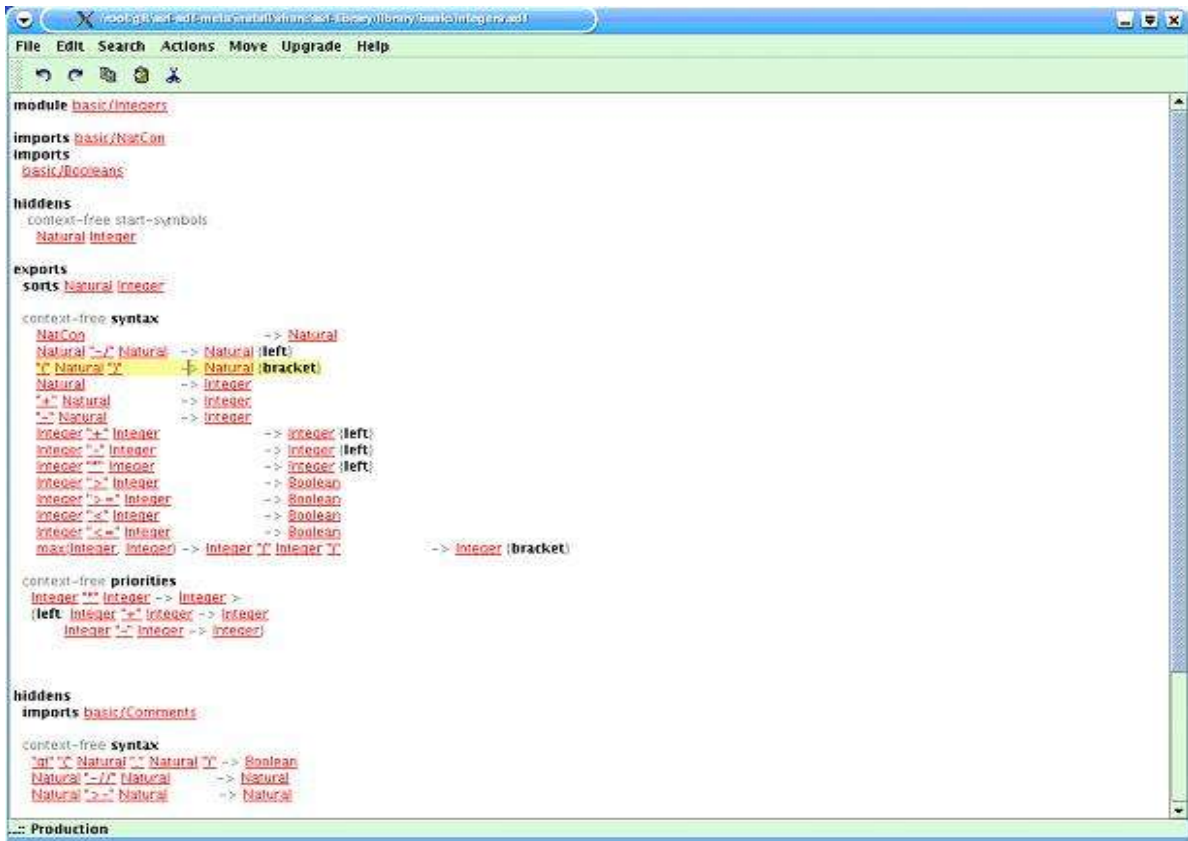 /library/basic/Integers.sdf
File Edit Search Actions Move Upgrade Help
module basic/Integers
imports basic/NatCon
imports
basic/Booleans
hiddens
context-free start-symbols
Natural Integer
exports
sorts Natural Integer
context-free syntax
NatCon -> Natural
Natural "-/" Natural -> Natural {left}
"(" Natural ")" -> Natural {bracket}
Natural -> Integer
"+" Natural -> Integer
"-" Natural -> Integer
Integer "+" Integer -> Integer {left}
Integer "-" Integer -> Integer {left}
Integer "*" Integer -> Integer {left}
Integer ">" Integer -> Boolean
Integer ">=" Integer -> Boolean
Integer "<" Integer -> Boolean
Integer "<=" Integer -> Boolean
max(Integer, Integer) -> Integer "(" Integer ")" -> Integer {bracket}
context-free priorities
Integer "*" Integer -> Integer >
{left: Integer "+" Integer -> Integer
Integer "-" Integer -> Integer}
hiddens
imports basic/Comments
context-free syntax
"gt" "(" Natural "," Natural ")" -> Boolean
Natural "-//" Natural -> Natural
Natural ">-" Natural -> Natural
..:: Production